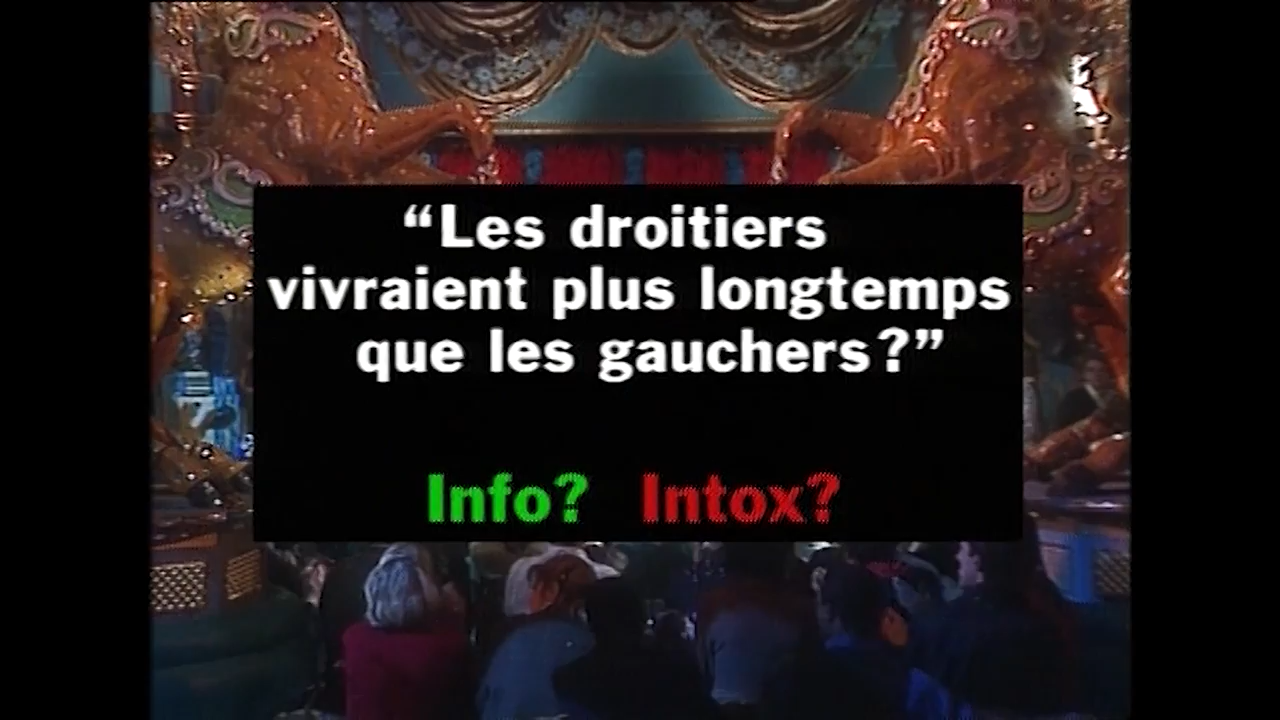 “Les droitiers
vivraient plus longtemps
que les gauchers?”
Info? Intox?